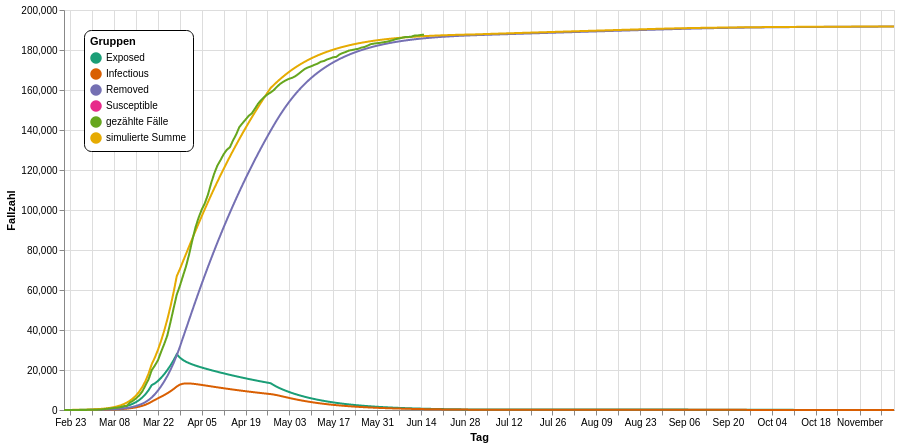 200,000
180,000
160,000
140,000
120,000
100,000
80,000
60,000
40,000
20,000
0
Fallzahl
Gruppen
Exposed
Infectious
Removed
Susceptible
gezählte Fälle
simulierte Summe
Feb 23 Mar 08 Mar 22 Apr 05 Apr 19 May 03 May 17 May 31 Jun 14 Jun 28 Jul 12 Jul 26 Aug 09 Aug 23 Sep 06 Sep 20 Oct 04 Oct 18 November
Tag